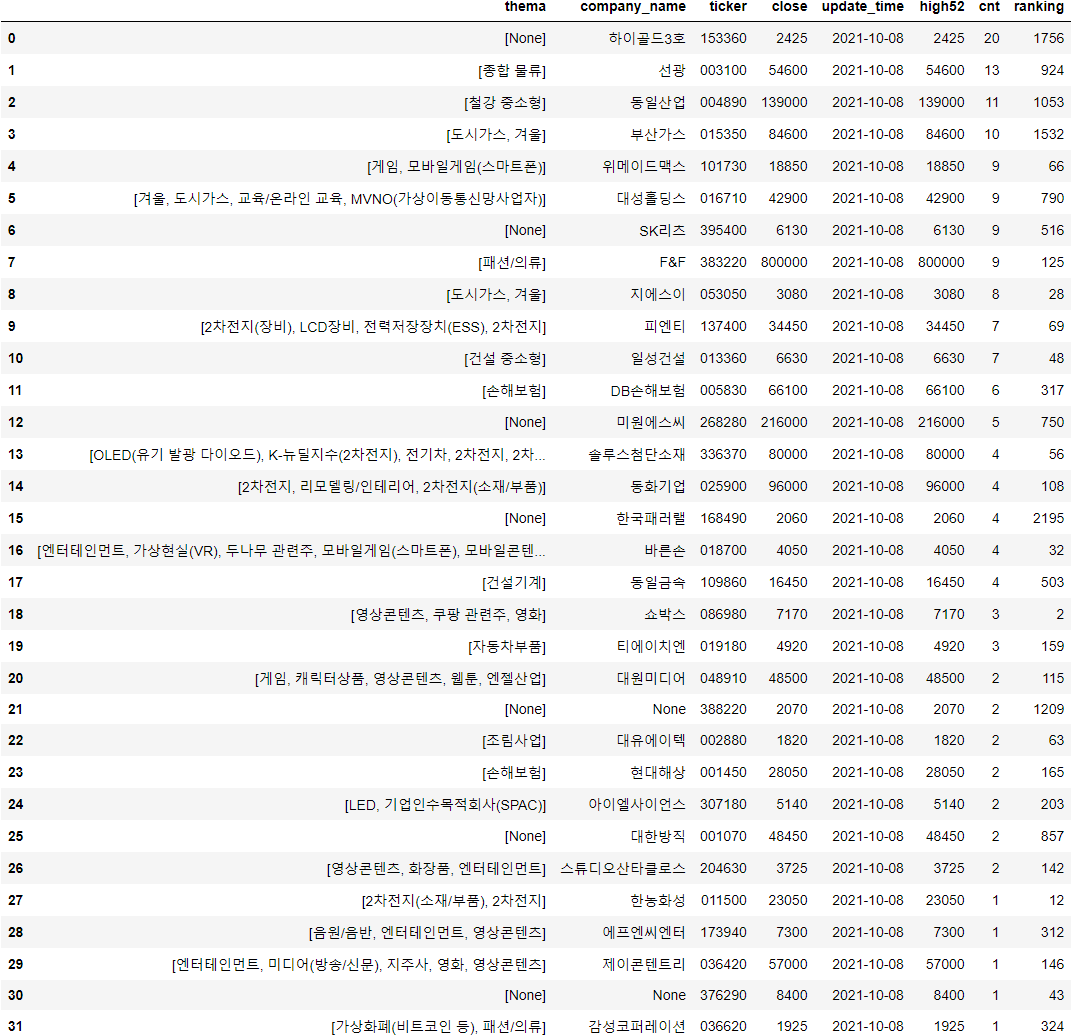 thema company_name ticker close update_time high52 cnt ranking
0 [None]하이골드3호 153360 2425 2021-10-08 2425 20 1756
1 [종합 물류] 선광 003100 54600 2021-10-08 54600 13 924
2 [철강 중소형] 동일산업 004890 139000 2021-10-08 139000 11 1053
3 [도시가스, 겨울] 부산가스 015350 84600 2021-10-08 84600 10 1532
4 [게임, 모바일게임(스마트폰)] 위메이드맥스 101730 18850 2021-10-08 18850 9 66
5 [겨울, 도시가스, 교육/온라인 교육, MVNO(가상이동통신망사업자)] 대성홀딩스 016710 42900 2021-10-08 42900 9 790
6 [None] SK리츠 395400 6130 2021-10-08 6130 9 516
7 [패션/의류] F&F 383220 800000 2021-10-08 800000 9 125
8 [도시가스, 겨울] 지에스이 053050 3080 2021-10-08 3080 8 28
9 [2차전지(장비), LCD장비, 전력저장장치(ESS), 2차전지] 피엔티 137400 34450 2021-10-08 34450 7 69
10 [건설 중소형] 일성건설 013360 6630 2021-10-08 6630 7 48
11 [손해보험] DB손해보험 005830 66100 2021-10-08 66100 6 317
12 [None] 미원에스씨 268280 216000 2021-10-08 216000 5 750
13 [OLED(유기 발광 다이오드), K-뉴딜지수(2차전지), 전기차, 2차전지, 2차... 솔루스첨단소재 336370 80000 2021-10-08 80000 4 56
14 [2차전지, 리모델링/인테리어, 2차전지(소재/부품)] 동화기업 025900 96000 2021-10-08 96000 4 108
15 [None] 한국패러랠 168490 2060 2021-10-08 2060 4 2195
16 [엔터테인먼트, 가상현실(VR), 두나무 관련주, 모바일게임(스마트폰), 모바일콘텐... 바른손 018700 4050 2021-10-08 4050 4 32
17 [건설기계] 동일금속 109860 16450 2021-10-08 16450 4 503
18 [영상콘텐츠, 쿠팡 관련주, 영화] 쇼박스 086980 7170 2021-10-08 7170 3 2
19 [자동차부품] 티에이치엔 019180 4920 2021-10-08 4920 3 159
20 [게임, 캐릭터상품, 영상콘텐츠, 웹툰, 엔젤산업] 대원미디어 048910 48500 2021-10-08 48500 2 115
21 [None] None 388220 2070 2021-10-08 2070 2 1209
22 [조림사업] 대유에이텍 002880 1820 2021-10-08 1820 2 63
23 [손해보험] 현대해상 001450 28050 2021-10-08 28050 2 165
24 [LED, 기업인수목적회사(SPAC)] 아이엘사이언스 307180 5140 2021-10-08 5140 2 203
25 [None] 대한방직 001070 48450 2021-10-08 48450 2 857
26 [영상콘텐츠, 화장품, 엔터테인먼트] 스튜디오산타클로스 204630 3725 2021-10-08 3725 2 142
27 [2차전지(소재/부품), 2차전지] 한농화성 011500 23050 2021-10-08 23050 1 12
28 [음원/음반, 엔터테인먼트, 영상콘텐츠] 에프엔씨엔터 173940 7300 2021-10-08 7300 1 312
29 [엔터테인먼트, 미디어(방송/신문), 지주사, 영화, 영상콘텐츠] 제이콘텐트리 036420 57000 2021-10-08 57000 1 146
30 [None] None 376290 8400 2021-10-08 8400 1 43
31 [가상화폐(비트코인 등), 패션/의류] 감성코퍼레이션 036620 1925 2021-10-08 1925 1 324